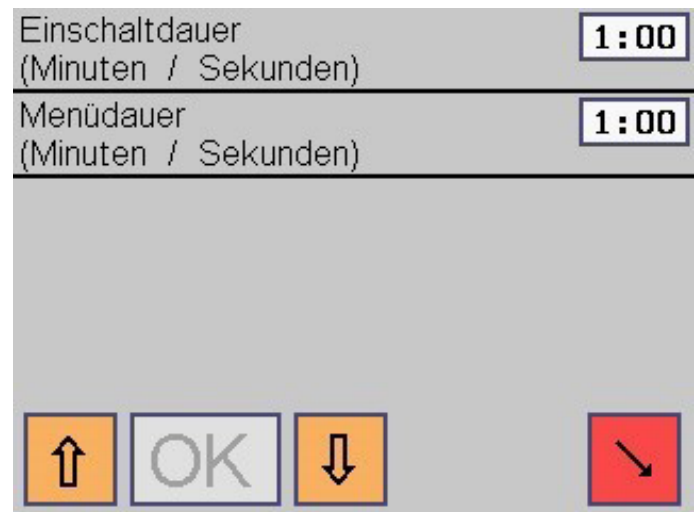 Einschaltdauer
1:00
(Minuten / Sekunden)
Menüdauer
1:00
(Minuten / Sekunden)
OK